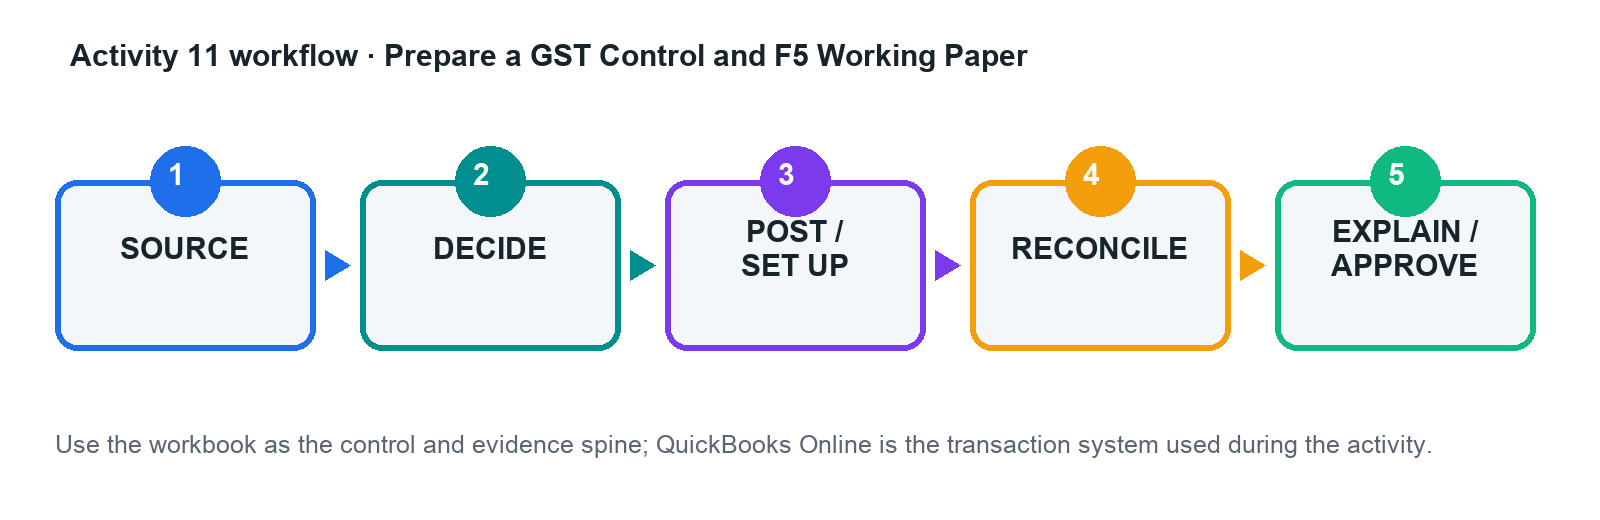 Activity 11 workflow · Prepare a GST Control and F5 Working Paper
1
2
3
4
5
SOURCE
DECIDE
POST /
SET UP
RECONCILE
EXPLAIN /
APPROVE
Use the workbook as the control and evidence spine; QuickBooks Online is the transaction system used during the activity.